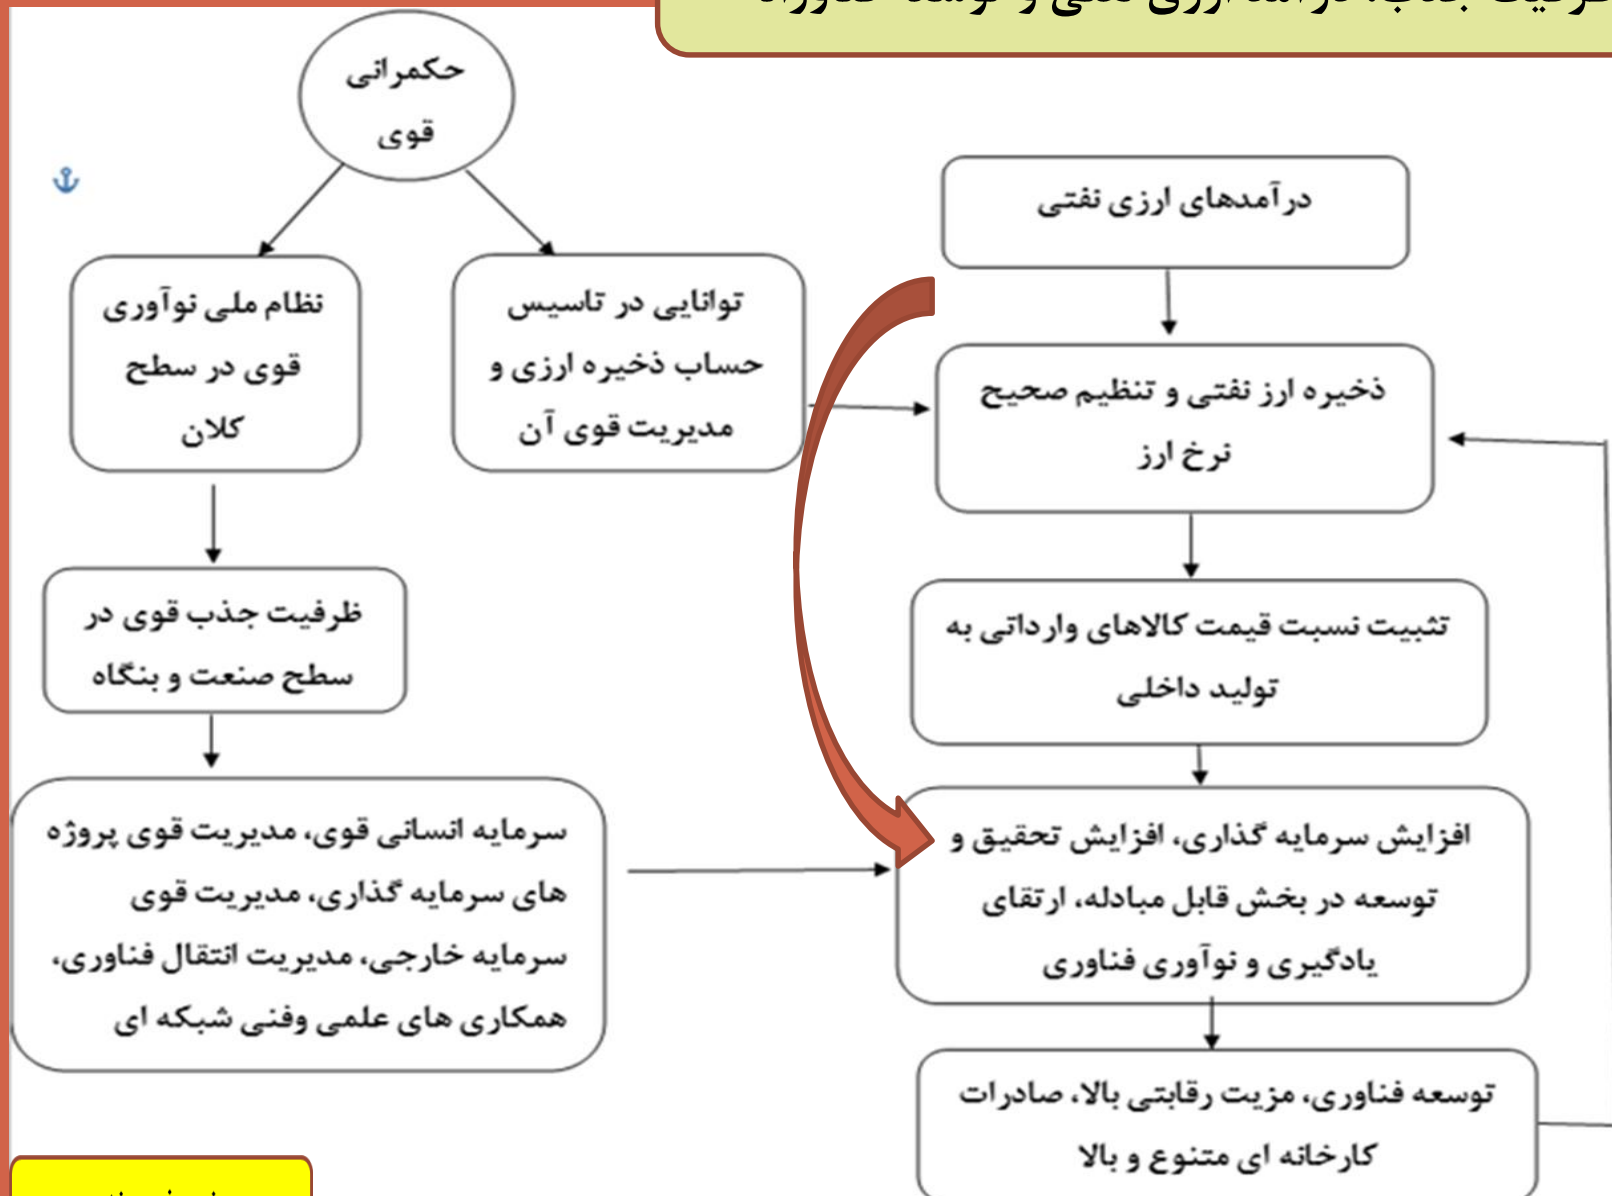 حکمرانی
قوی
درآمدهای ارزی نفتی
نظام ملی نوآوری
قوی در سطح
کلان
توانایی در تاسیس
حساب ذخیره ارزی و
مدیریت قوی آن
ذخیره ارز نفتی و تنظیم صحیح
نرخ ارز
ظرفیت جذب قوی در
سطح صنعت و بنگاه
تثبیت نسبت قیمت کالاهای وارداتی به
تولید داخلی
سرمایه انسانی قوی، مدیریت قوی پروژه
های سرمایه گذاری، مدیریت قوی
سرمایه خارجی، مدیریت انتقال فناوری،
همکاری های علمی وفنی شبکه ای
افزایش سرمایه گذاری، افزایش تحقیق و
توسعه در بخش قابل مبادله، ارتقای
یادگیری و نوآوری فناوری
توسعه فناوری، مزیت رقابتی بالا، صادرات
کارخانه ای متنوع و بالا